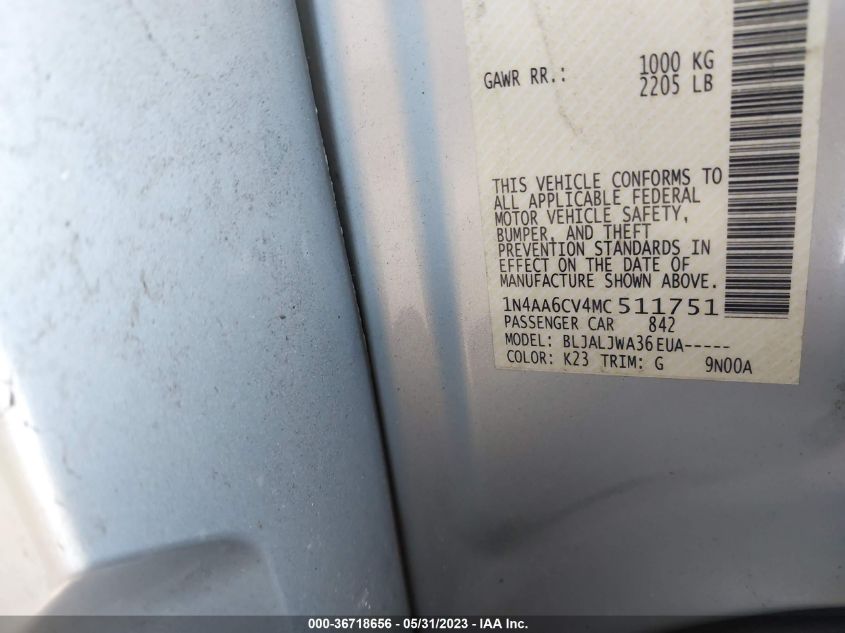 GAWR RR.: 1000 KG
2205 LB
THIS VEHICLE CONFORMS TO
ALL APPLICABLE FEDERAL
MOTOR VEHICLE SAFETY,
BUMPER, AND THEFT
PREVENTION STANDARDS IN
EFFECT ON THE DATE OF
MANUFACTURE SHOWN ABOVE.
1N4AA6CV4MC511751
PASSENGER CAR 842
MODEL: BLJALJWA36EUA-----
COLOR: K23 TRIM: G 9N00A
000-36718656 - 05/31/2023 - IAA Inc.